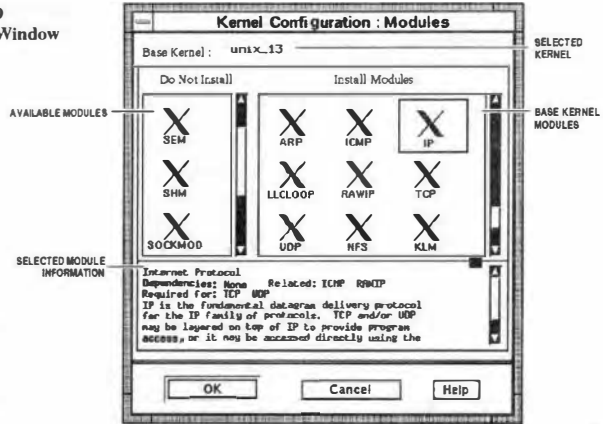 Window
Kernel Configuration : Modules
Base Kernel : unix_13
SELECTED KERNEL
Do Not Install
Install Modules
AVAILABLE MODULES
BASE KERNEL MODULES
SEM
ARP
ICMP
IP
SHM
LLCLOOP
RAWIP
TCP
SOCKMOD
UDP
NFS
KLM
SELECTED MODULE INFORMATION
Internet Protocol
Dependencies: None Related: ICMP RAWIP
Required for: TCP UDP
IP is the fundamental datagram delivery protocol
for the IP family of protocols. TCP and/or UDP
may be layered on top of IP to provide program
access, or it may be accessed directly using the
OK
Cancel
Help